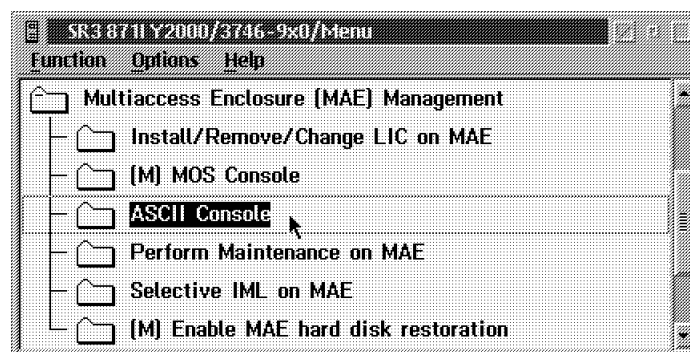 SR3 871I Y2000/3746-9x0/Menu
Function Options Help
Multiaccess Enclosure (MAE) Management
Install/Remove/Change LIC on MAE
(M) MOS Console
ASCII Console
Perform Maintenance on MAE
Selective IML on MAE
(M) Enable MAE hard disk restoration